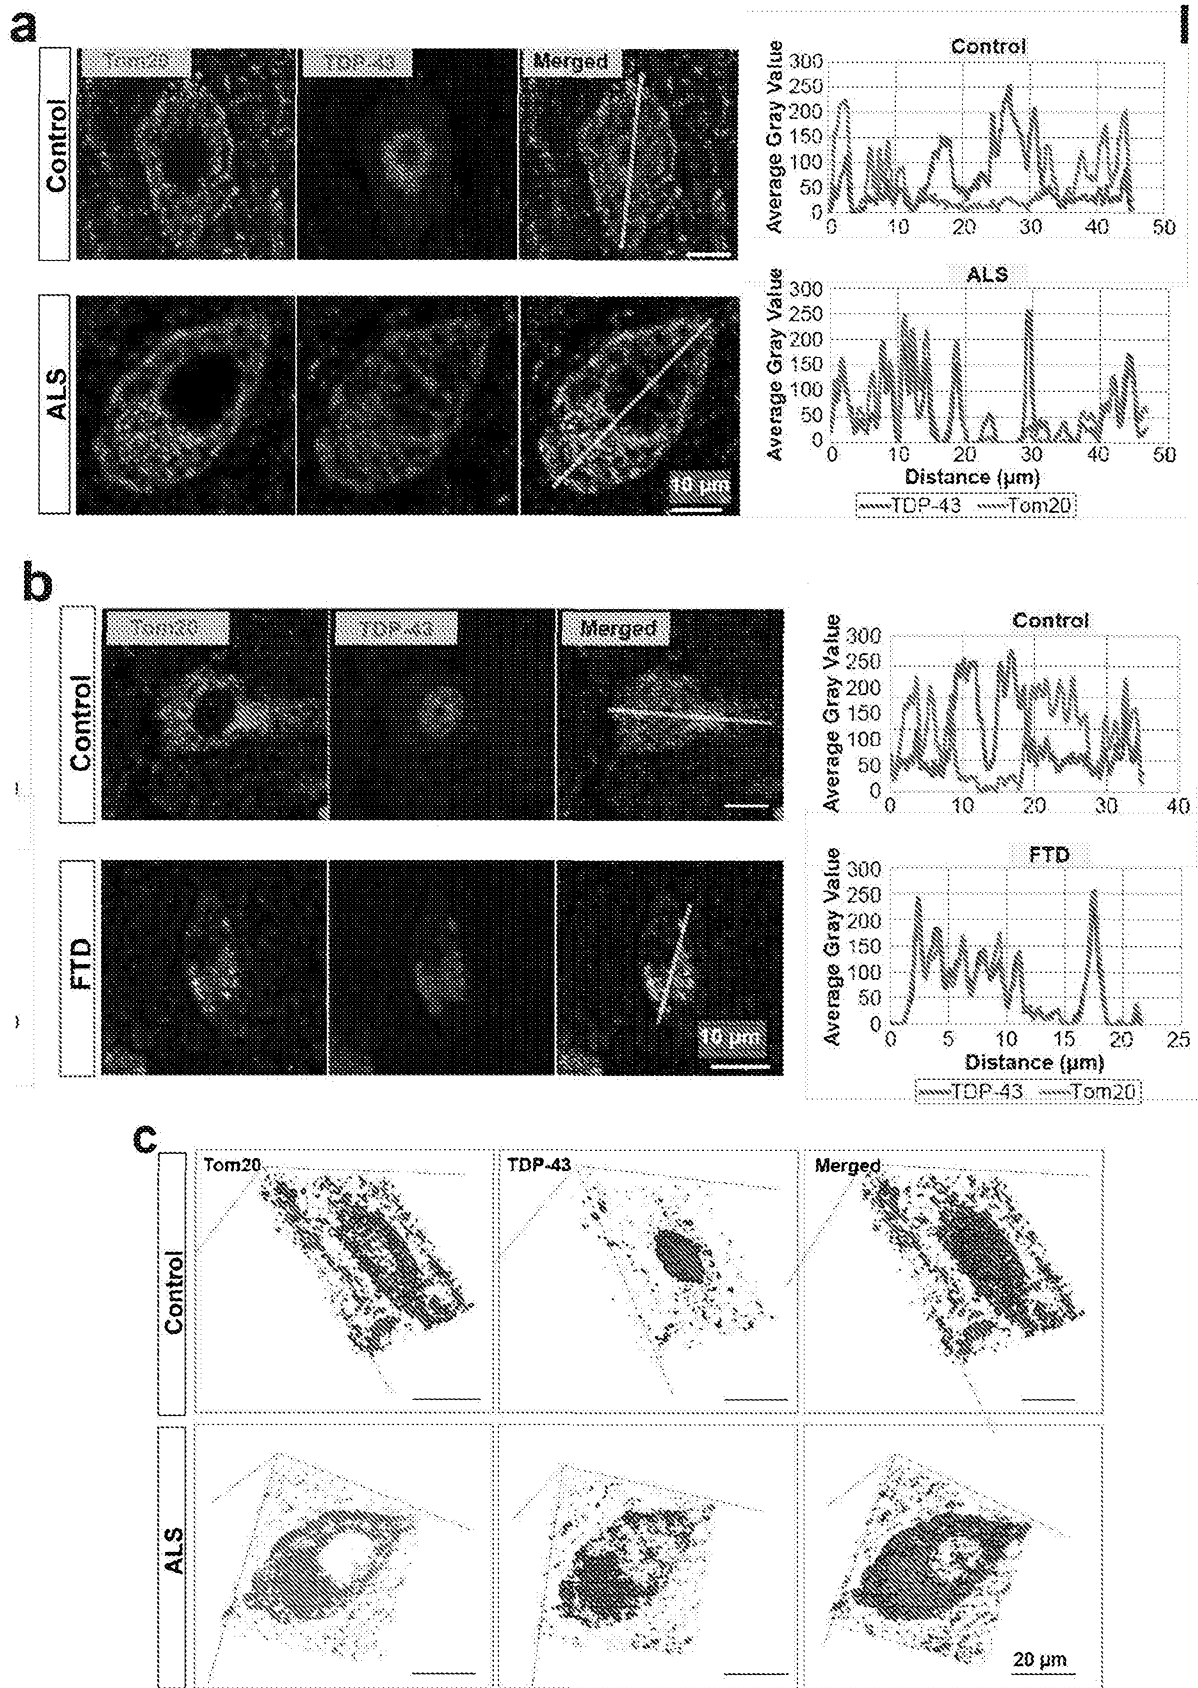 a
Control
Tom20 TDP-43 Merged
Control
Average Gray Value
300
250
200
150
100
50
0
0 10 20 30 40 50
ALS
10 µm
ALS
Average Gray Value
300
250
200
150
100
50
0
0 10 20 30 40 50
Distance (µm)
TDP-43 Tom20
b
Control
Tom20 TDP-43 Merged
Control
Average Gray Value
300
250
200
150
100
50
0
0 10 20 30 40
FTD
10 µm
FTD
Average Gray Value
300
250
200
150
100
50
0
0 5 10 15 20 25
Distance (µm)
TDP-43 Tom20
c
Control
Tom20 TDP-43 Merged
ALS
20 µm